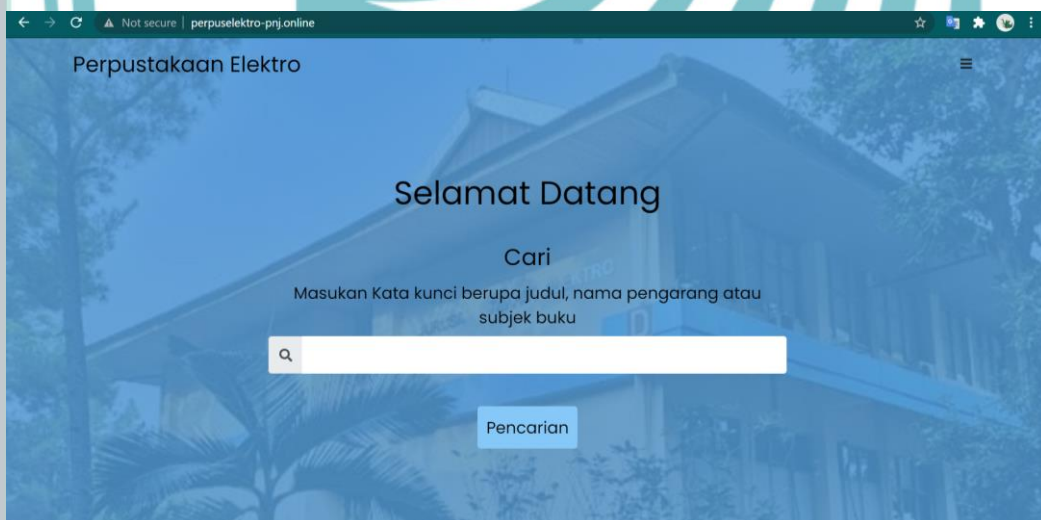 Not secure | perpuselektro-pnj.online
Perpustakaan Elektro
Selamat Datang
Cari
Masukan Kata kunci berupa judul, nama pengarang atau
subjek buku
Pencarian